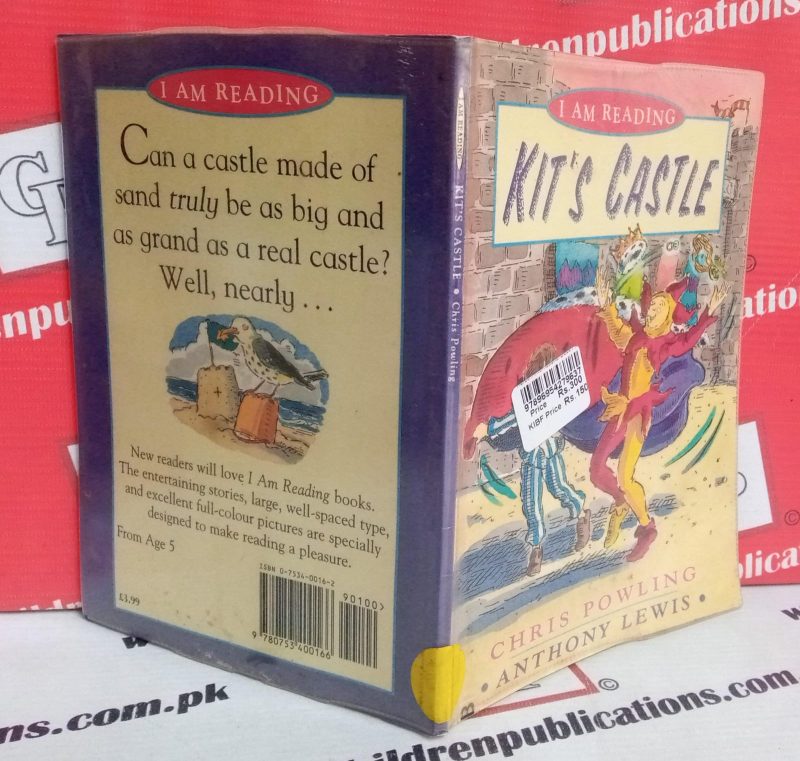 I AM READING
Can a castle made of
sand truly be as big and
as grand as a real castle?
Well, nearly . . .
New readers will love I Am Reading books.
The entertaining stories, large, well-spaced type,
and excellent full-colour pictures are specially
designed to make reading a pleasure.
From Age 5
£3.99
ISBN 0-7534-0016-2
90100>
9 780753 400166
I AM READING
KIT'S CASTLE • Chris Powling
B
I AM READING
KIT'S CASTLE
9789695427963
Price Rs.300
KIBF Price Rs.150
CHRIS POWLING
• ANTHONY LEWIS •
ldrenpublications.
©
ications
©
ns.com.pk
ildrenpublications.com